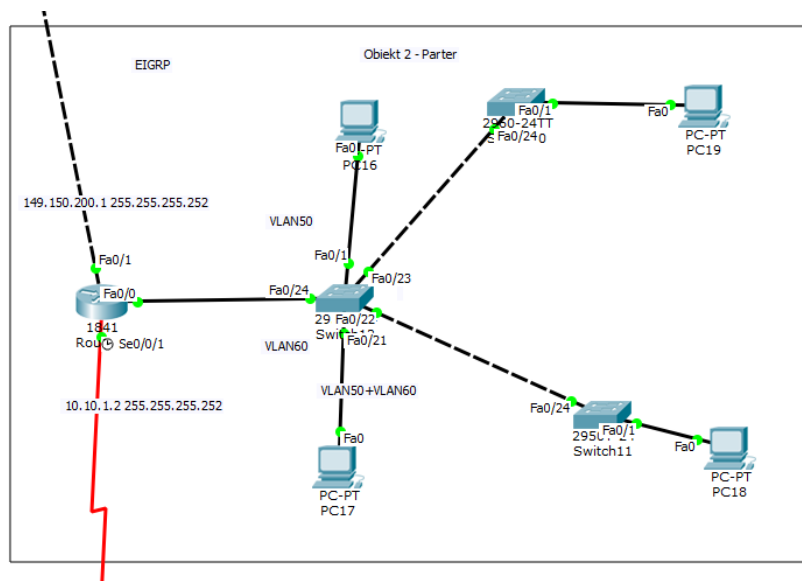 EIGRP
Obiekt 2 - Parter
Fa0/1
Fa0
PC-PT
PC19
Fa0/24
Fa0
PC16
149.150.200.1 255.255.255.252
VLAN50
Fa0/1
Fa0/23
Fa0/1
Fa0/0
Fa0/24
1841
Se0/0/1
Fa0/22
Fa0/21
VLAN60
VLAN50+VLAN60
10.10.1.2 255.255.255.252
Fa0/24
Fa0/1
Switch11
Fa0
PC-PT
PC18
Fa0
PC-PT
PC17